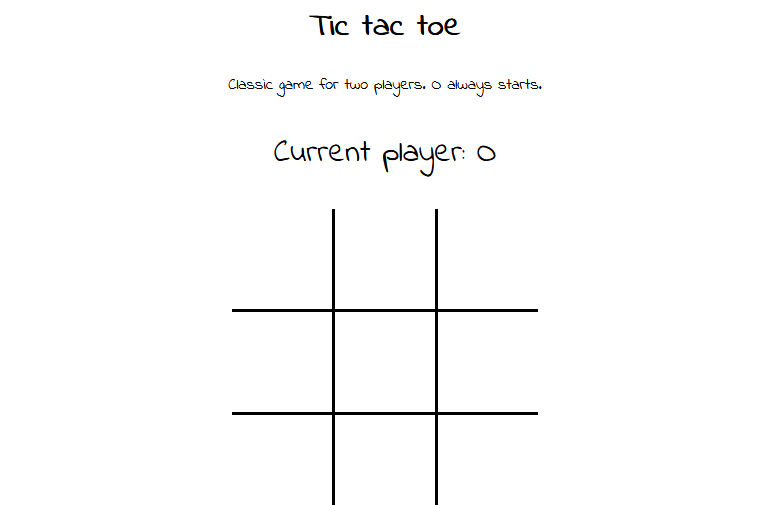 Tic tac toe
Classic game for two players. O always starts.
Current player: O